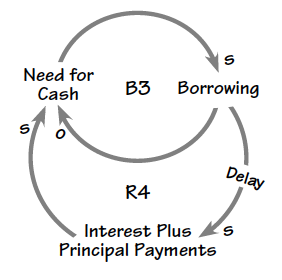 s
Need for
Cash
B3
Borrowing
s
o
Delay
R4
Interest Plus
Principal Payments
s